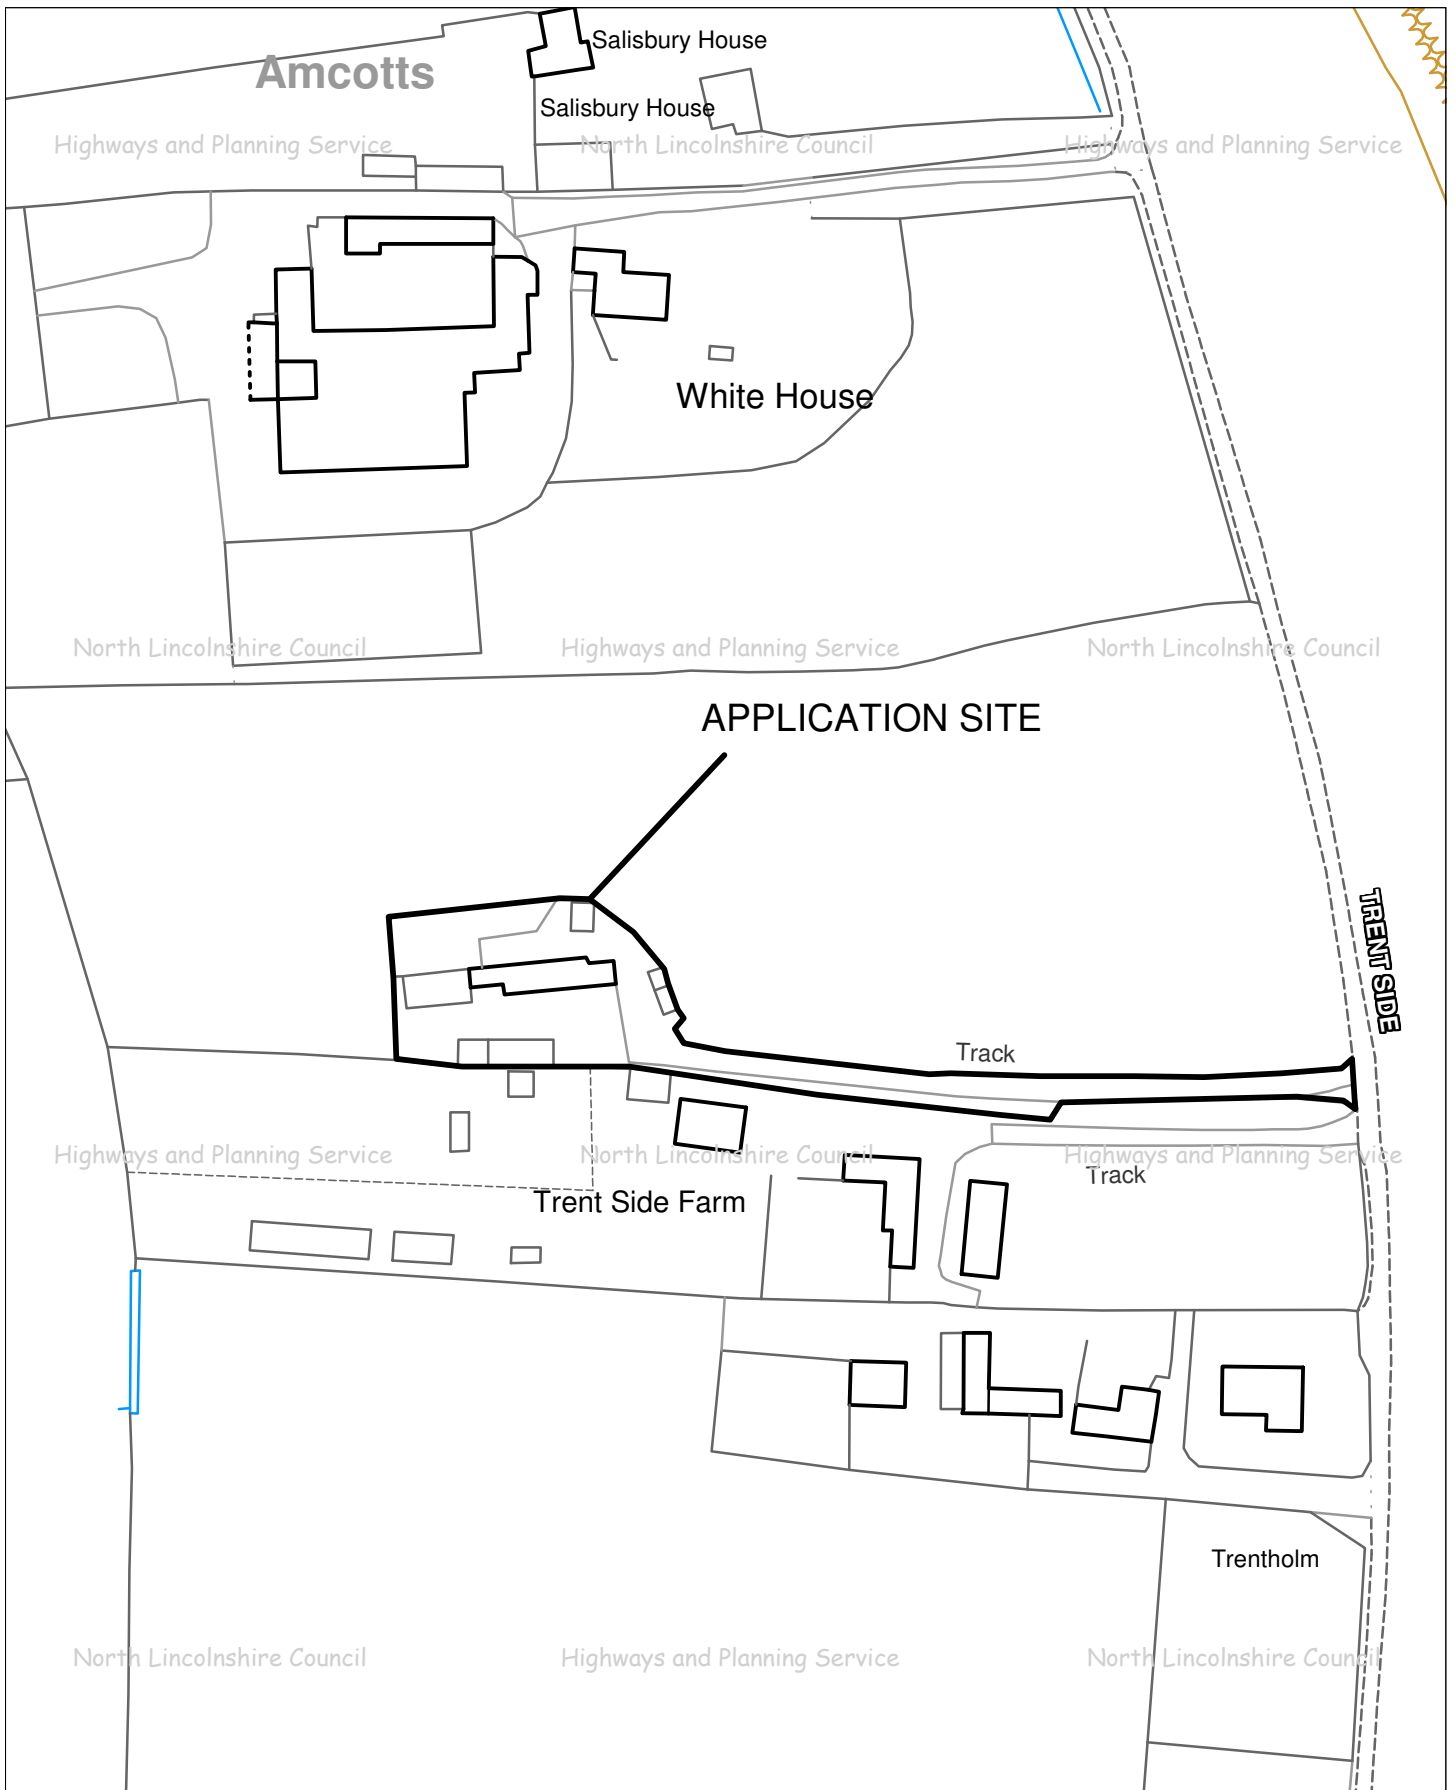 Salisbury House
Amcotts
Salisbury House
Highways and Planning Service
North Lincolnshire Council
Highways and Planning Service
White House
North Lincolnshire Council
Highways and Planning Service
North Lincolnshire Council
APPLICATION SITE
TRENT SIDE
Track
Highways and Planning Service
North Lincolnshire Council
Highways and Planning Service
Track
Trent Side Farm
Trentholm
North Lincolnshire Council
Highways and Planning Service
North Lincolnshire Council